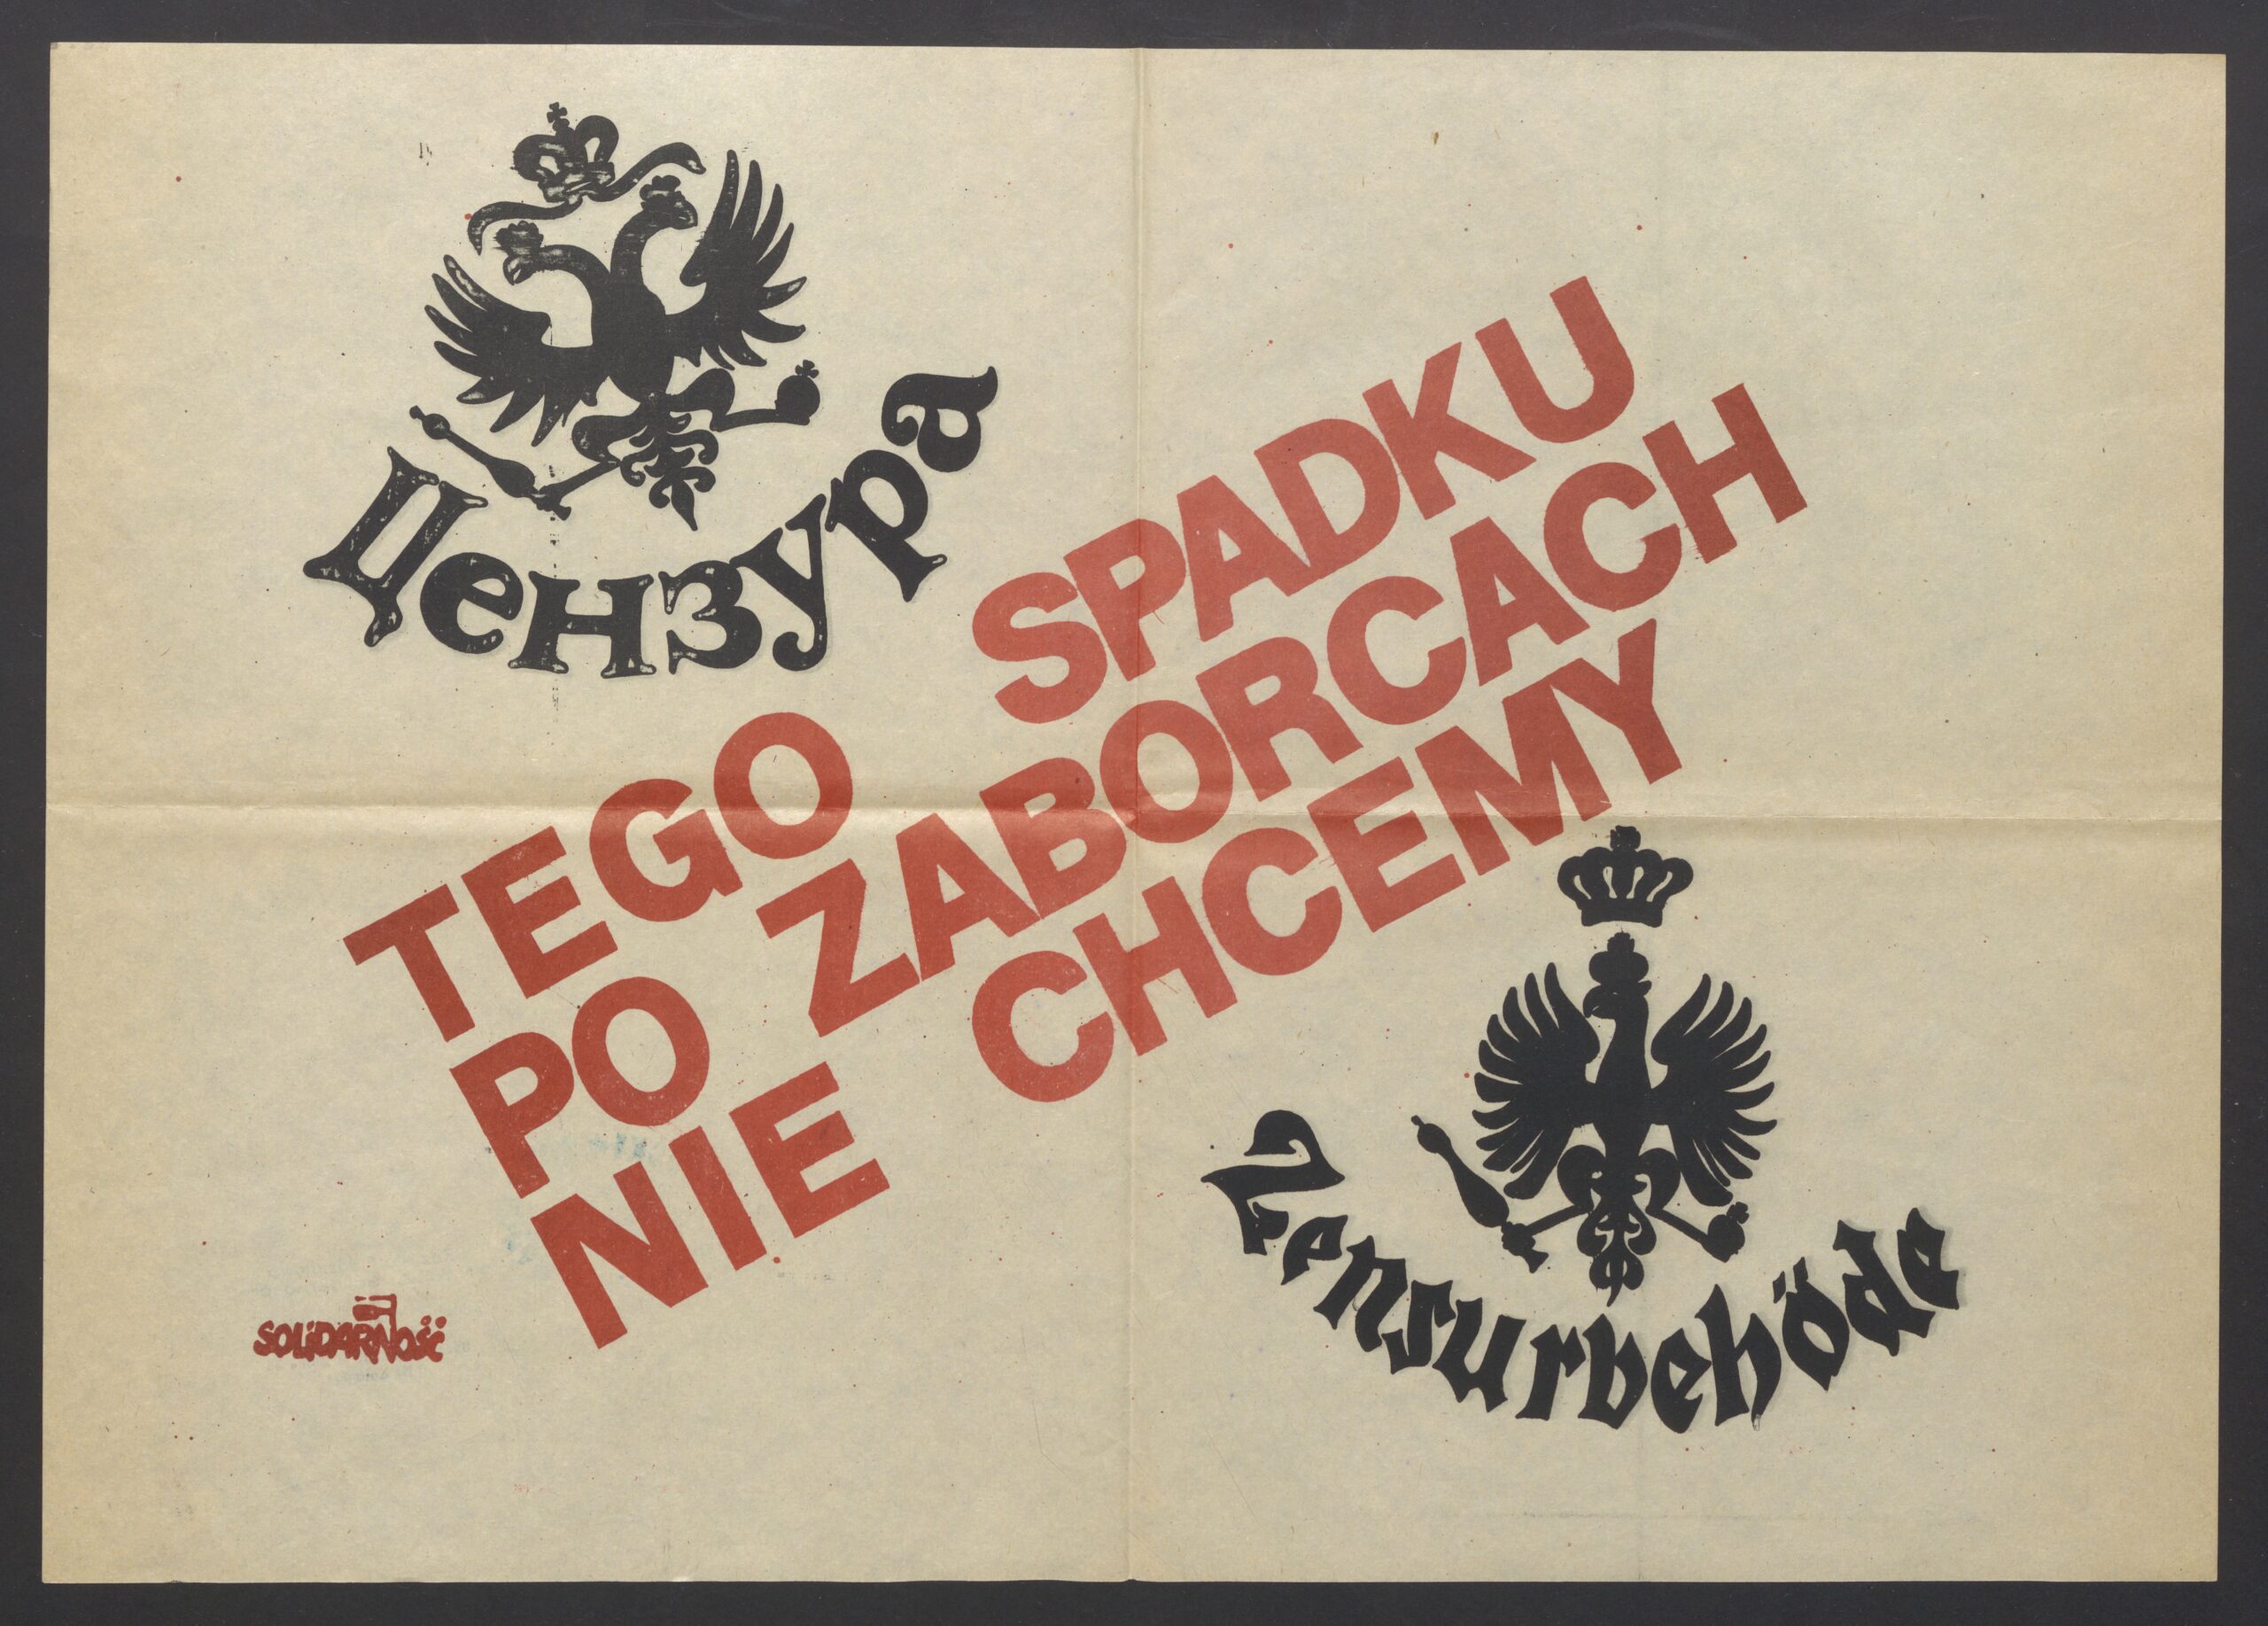 Цензура
TEGO SPADKU
PO ZABORCACH
NIE CHCEMY
Zensurbehöde
SOLIDARNOŚĆ